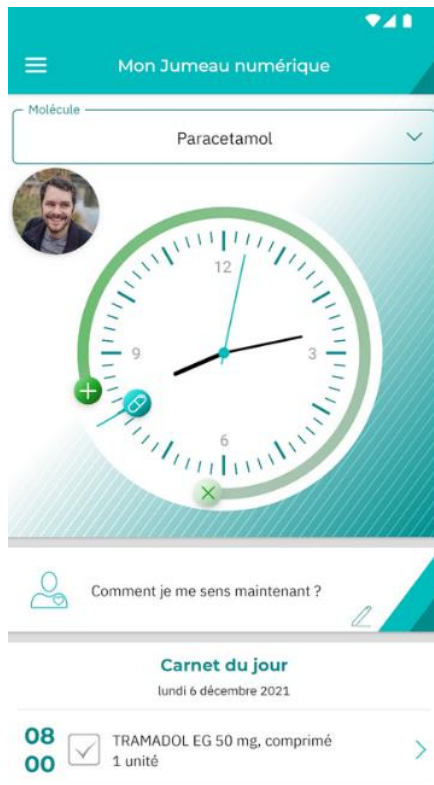 Mon Jumeau numérique
Molécule
Paracetamol
12
9
3
6
Comment je me sens maintenant ?
Carnet du jour
lundi 6 décembre 2021
08
00
TRAMADOL EG 50 mg, comprimé
1 unité